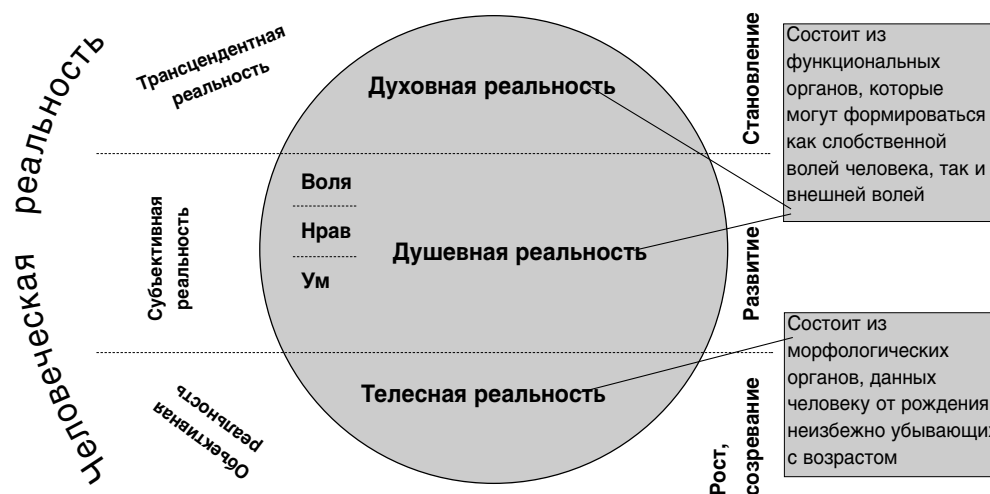 Человеческая реальность
Трансцендентная
реальность
Духовная реальность
Становление
Состоит из
функциональных
органов, которые
могут формироваться
как слобственной
волей человека, так и
внешней волей
Субъективная
реальность
Воля
Нрав
Ум
Душевная реальность
Развитие
Объективная
реальность
Телесная реальность
Рост,
созревание
Состоит из
морфологических
органов, данных
человеку от рождения
неизбежно убывающих
с возрастом